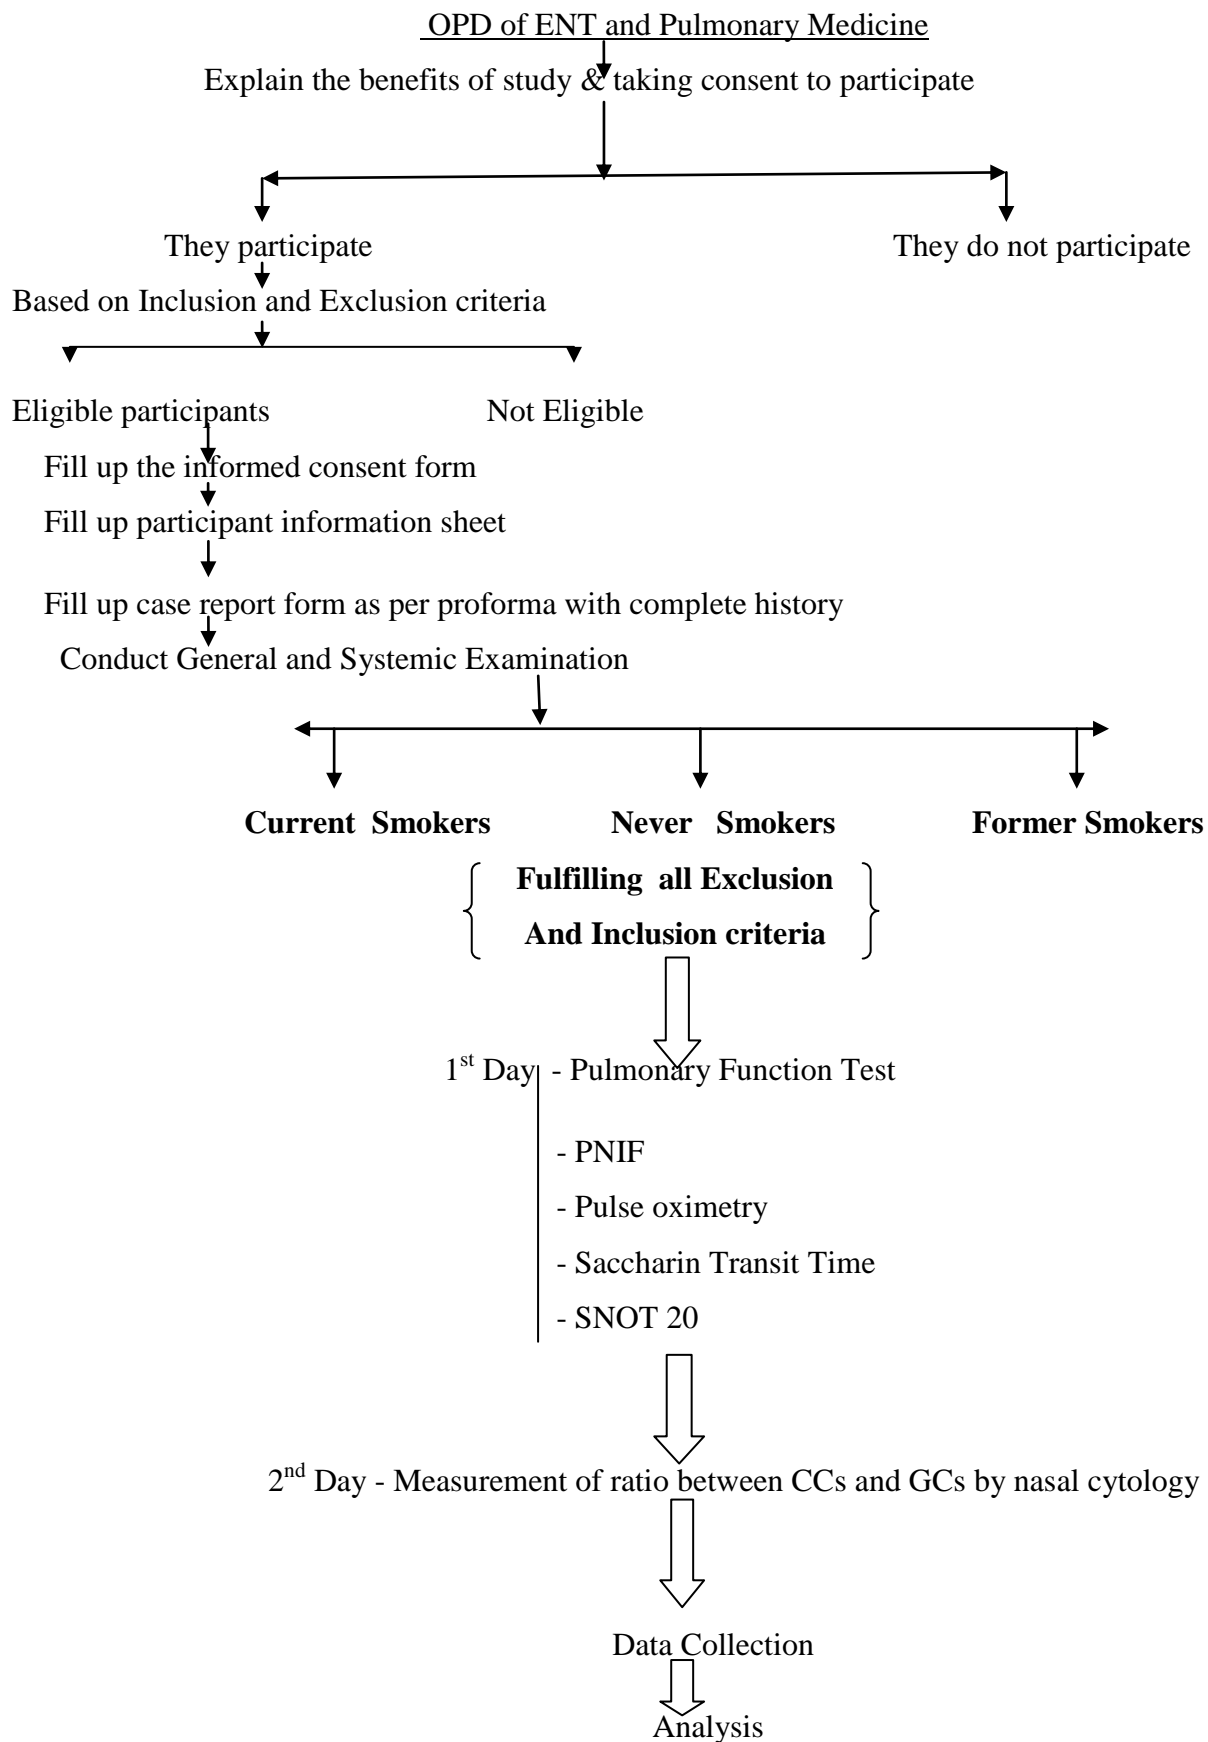 OPD of ENT and Pulmonary Medicine
Explain the benefits of study & taking consent to participate
They participate
They do not participate
Based on Inclusion and Exclusion criteria
Eligible participants
Not Eligible
Fill up the informed consent form
Fill up participant information sheet
Fill up case report form as per proforma with complete history
Conduct General and Systemic Examination
Current Smokers
Never Smokers
Former Smokers
Fulfilling all Exclusion
And Inclusion criteria
1st Day - Pulmonary Function Test
- PNIF
- Pulse oximetry
- Saccharin Transit Time
- SNOT 20
2nd Day - Measurement of ratio between CCs and GCs by nasal cytology
Data Collection
Analysis